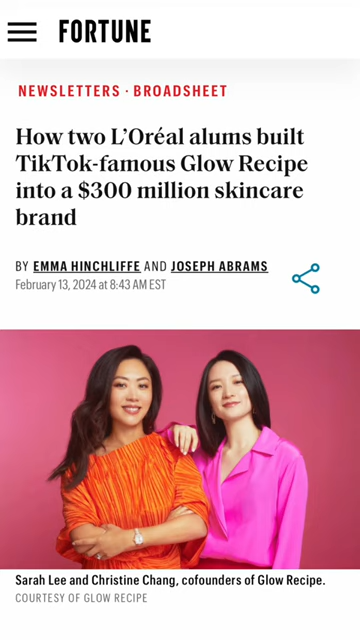 FORTUNE
NEWSLETTERS · BROADSHEET
How two L'Oréal alums built
TikTok-famous Glow Recipe
into a $300 million skincare
brand
BY EMMA HINCHLIFFE AND JOSEPH ABRAMS
February 13, 2024 at 8:43 AM EST
Sarah Lee and Christine Chang, cofounders of Glow Recipe.
COURTESY OF GLOW RECIPE